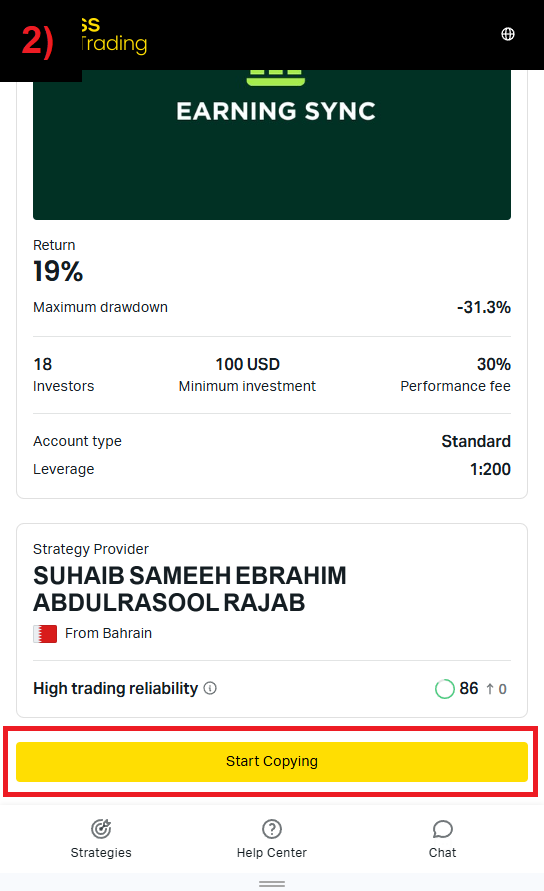 2)
ss
Trading
EARNING SYNC
Return
19%
Maximum drawdown -31.3%
18 100 USD 30%
Investors Minimum investment Performance fee
Account type Standard
Leverage 1:200
Strategy Provider
SUHAIB SAMEEH EBRAHIM
ABDULRASOOL RAJAB
From Bahrain
High trading reliability 86 ↑ 0
Start Copying
Strategies Help Center Chat